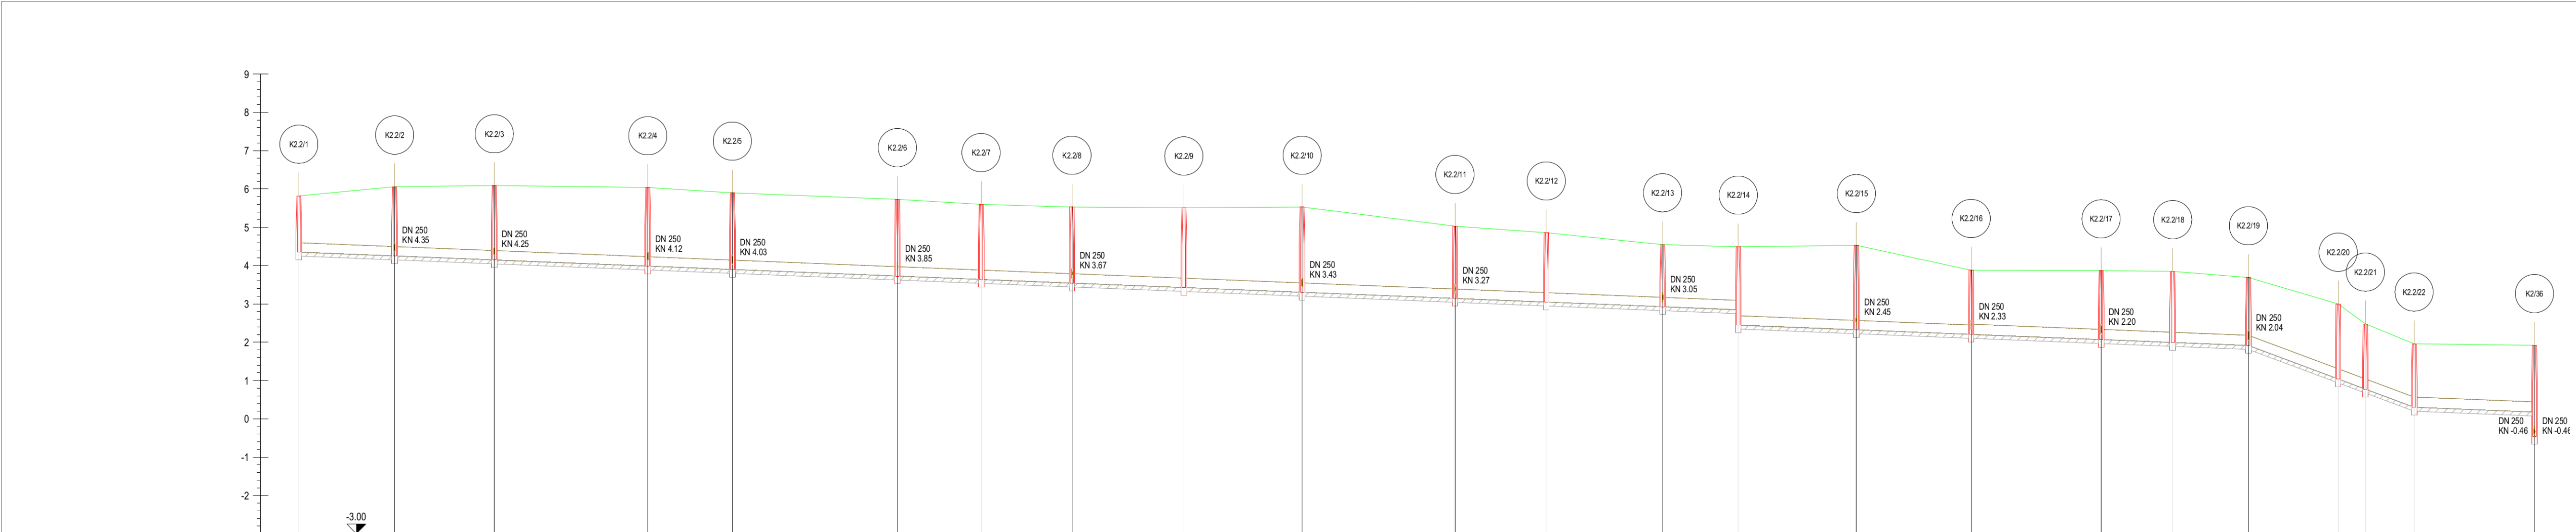 9
8
7
6
5
4
3
2
1
0
-1
-2
-3.00
K2.2/1
K2.2/2
K2.2/3
K2.2/4
K2.2/5
K2.2/6
K2.2/7
K2.2/8
K2.2/9
K2.2/10
K2.2/11
K2.2/12
K2.2/13
K2.2/14
K2.2/15
K2.2/16
K2.2/17
K2.2/18
K2.2/19
K2.2/20
K2.2/21
K2.2/22
K2/36
DN 250
KN 4.35
DN 250
KN 4.25
DN 250
KN 4.12
DN 250
KN 4.03
DN 250
KN 3.85
DN 250
KN 3.67
DN 250
KN 3.43
DN 250
KN 3.27
DN 250
KN 3.05
DN 250
KN 2.45
DN 250
KN 2.33
DN 250
KN 2.20
DN 250
KN 2.04
DN 250
KN -0.46
DN 250
KN -0.46